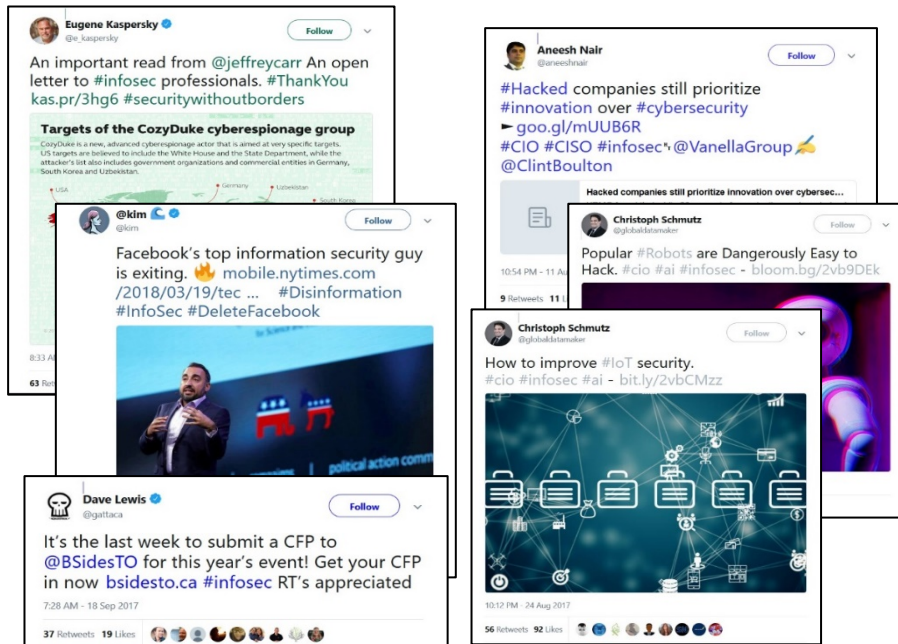 Eugene Kaspersky
@e_kaspersky
Follow
An important read from @jeffreycarr An open
letter to #infosec professionals. #ThankYou
kas.pr/3hg6 #securitywithoutborders
Targets of the CozyDuke cyberespionage group
CozyDuke is a new, advanced cyberespionage actor that is aimed at very specific targets.
US targets are believed to include the White House and the State Department, while the
attacker's list also includes government organizations and commercial entities in Germany,
South Korea and Uzbekistan.
USA
Germany
Uzbekistan
South Korea
8:33 A
63 Ret
@kim
@kim
Follow
Facebook's top information security guy
is exiting. 🔥 mobile.nytimes.com
/2018/03/19/tec ... #Disinformation
#InfoSec #DeleteFacebook
for Science and
political action comm
Dave Lewis
@gattaca
Follow
It's the last week to submit a CFP to
@BSidesTO for this year's event! Get your CFP
in now bsidesto.ca #infosec RT's appreciated
7:28 AM - 18 Sep 2017
37 Retweets 19 Likes
Aneesh Nair
@aneeshnair
Follow
#Hacked companies still prioritize
#innovation over #cybersecurity
►goo.gl/mUUB6R
#CIO #CISO #infosec @VanellaGroup✍
@ClintBoulton
Hacked companies still prioritize innovation over cybersec...
10:54 PM - 11 Au
9 Retweets 11 Li
Christoph Schmutz
@globaldatamaker
Follow
Popular #Robots are Dangerously Easy to
Hack. #cio #ai #infosec - bloom.bg/2vb9DEk
Christoph Schmutz
@globaldatamaker
Follow
How to improve #IoT security.
#cio #infosec #ai - bit.ly/2vbCMzz
10:12 PM - 24 Aug 2017
56 Retweets 92 Likes